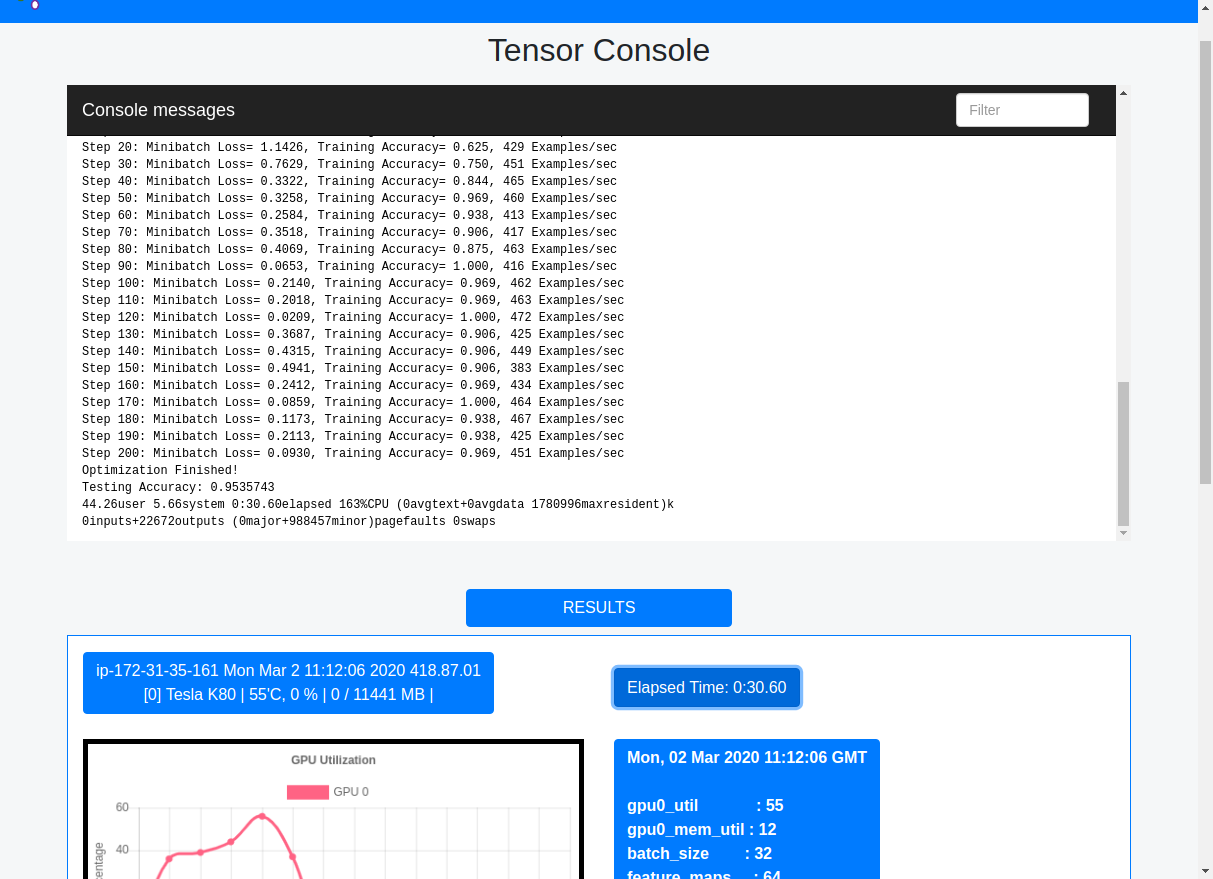 Tensor Console
Console messages
Filter
Step 20: Minibatch Loss= 1.1426, Training Accuracy= 0.625, 429 Examples/sec
Step 30: Minibatch Loss= 0.7629, Training Accuracy= 0.750, 451 Examples/sec
Step 40: Minibatch Loss= 0.3322, Training Accuracy= 0.844, 465 Examples/sec
Step 50: Minibatch Loss= 0.3258, Training Accuracy= 0.969, 460 Examples/sec
Step 60: Minibatch Loss= 0.2584, Training Accuracy= 0.938, 413 Examples/sec
Step 70: Minibatch Loss= 0.3518, Training Accuracy= 0.906, 417 Examples/sec
Step 80: Minibatch Loss= 0.4069, Training Accuracy= 0.875, 463 Examples/sec
Step 90: Minibatch Loss= 0.0653, Training Accuracy= 1.000, 416 Examples/sec
Step 100: Minibatch Loss= 0.2140, Training Accuracy= 0.969, 462 Examples/sec
Step 110: Minibatch Loss= 0.2018, Training Accuracy= 0.969, 463 Examples/sec
Step 120: Minibatch Loss= 0.0209, Training Accuracy= 1.000, 472 Examples/sec
Step 130: Minibatch Loss= 0.3687, Training Accuracy= 0.906, 425 Examples/sec
Step 140: Minibatch Loss= 0.4315, Training Accuracy= 0.906, 449 Examples/sec
Step 150: Minibatch Loss= 0.4941, Training Accuracy= 0.906, 383 Examples/sec
Step 160: Minibatch Loss= 0.2412, Training Accuracy= 0.969, 434 Examples/sec
Step 170: Minibatch Loss= 0.0859, Training Accuracy= 1.000, 464 Examples/sec
Step 180: Minibatch Loss= 0.1173, Training Accuracy= 0.938, 467 Examples/sec
Step 190: Minibatch Loss= 0.2113, Training Accuracy= 0.938, 425 Examples/sec
Step 200: Minibatch Loss= 0.0930, Training Accuracy= 0.969, 451 Examples/sec
Optimization Finished!
Testing Accuracy: 0.9535743
44.26user 5.66system 0:30.60elapsed 163%CPU (0avgtext+0avgdata 1780996maxresident)k
0inputs+22672outputs (0major+988457minor)pagefaults 0swaps
RESULTS
ip-172-31-35-161 Mon Mar 2 11:12:06 2020 418.87.01
[0] Tesla K80 | 55'C, 0 % | 0 / 11441 MB |
Elapsed Time: 0:30.60
GPU Utilization
GPU 0
60
40
Mon, 02 Mar 2020 11:12:06 GMT
gpu0_util : 55
gpu0_mem_util : 12
batch_size : 32
feature_maps : 64